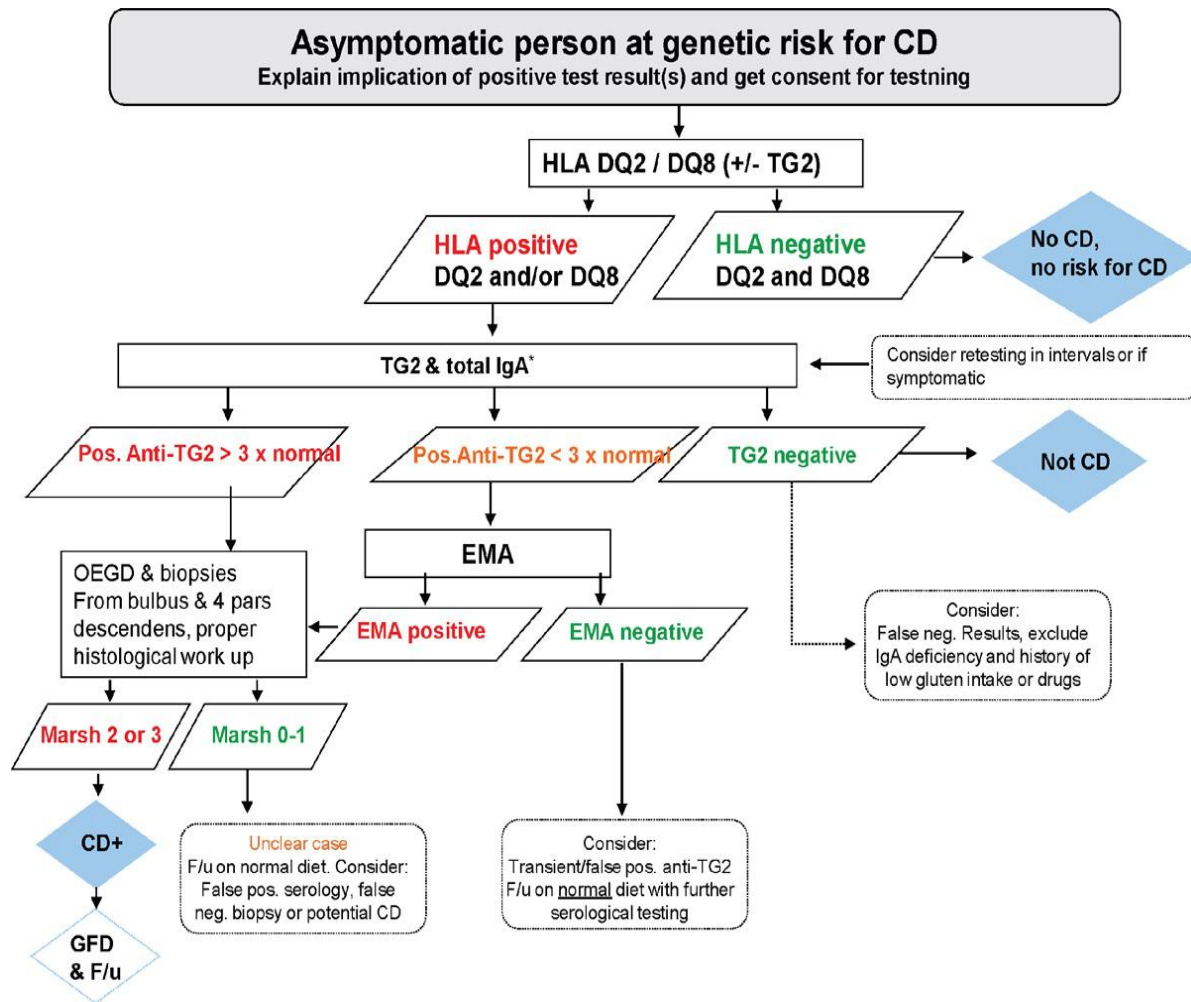 Asymptomatic person at genetic risk for CD
Explain implication of positive test result(s) and get consent for testning
HLA DQ2 / DQ8 (+/- TG2)
HLA positive
DQ2 and/or DQ8
HLA negative
DQ2 and DQ8
No CD,
no risk for CD
TG2 & total IgA*
Consider retesting in intervals or if
symptomatic
Pos. Anti-TG2 > 3 x normal
Pos.Anti-TG2 < 3 x normal
TG2 negative
Not CD
EMA
OEGD & biopsies
From bulbus & 4 pars
descendens, proper
histological work up
EMA positive
EMA negative
Consider:
False neg. Results, exclude
IgA deficiency and history of
low gluten intake or drugs
Marsh 2 or 3
Marsh 0-1
CD+
Unclear case
F/u on normal diet. Consider:
False pos. serology, false
neg. biopsy or potential CD
Consider:
Transient/false pos. anti-TG2
F/u on normal diet with further
serological testing
GFD
& F/u